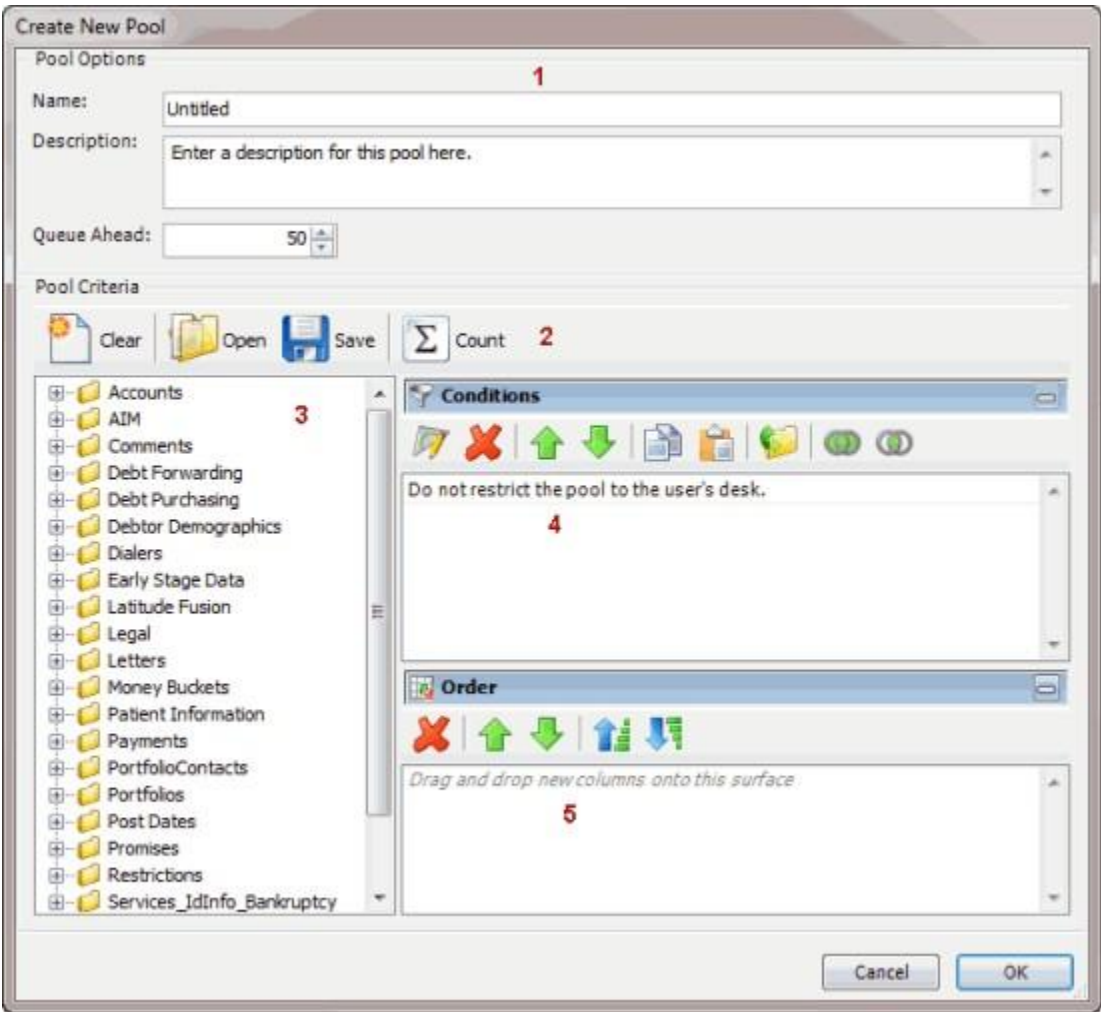 Create New Pool
Pool Options
1
Name:
Untitled
Description:
Enter a description for this pool here.
Queue Ahead:
50
Pool Criteria
Clear
Open
Save
Σ
Count
2
Accounts
AIM
Comments
Debt Forwarding
Debt Purchasing
Debtor Demographics
Dialers
Early Stage Data
Latitude Fusion
Legal
Letters
Money Buckets
Patient Information
Payments
PortfolioContacts
Portfolios
Post Dates
Promises
Restrictions
Services_IdInfo_Bankruptcy
3
Conditions
Do not restrict the pool to the user's desk.
4
Order
Drag and drop new columns onto this surface
5
Cancel
OK